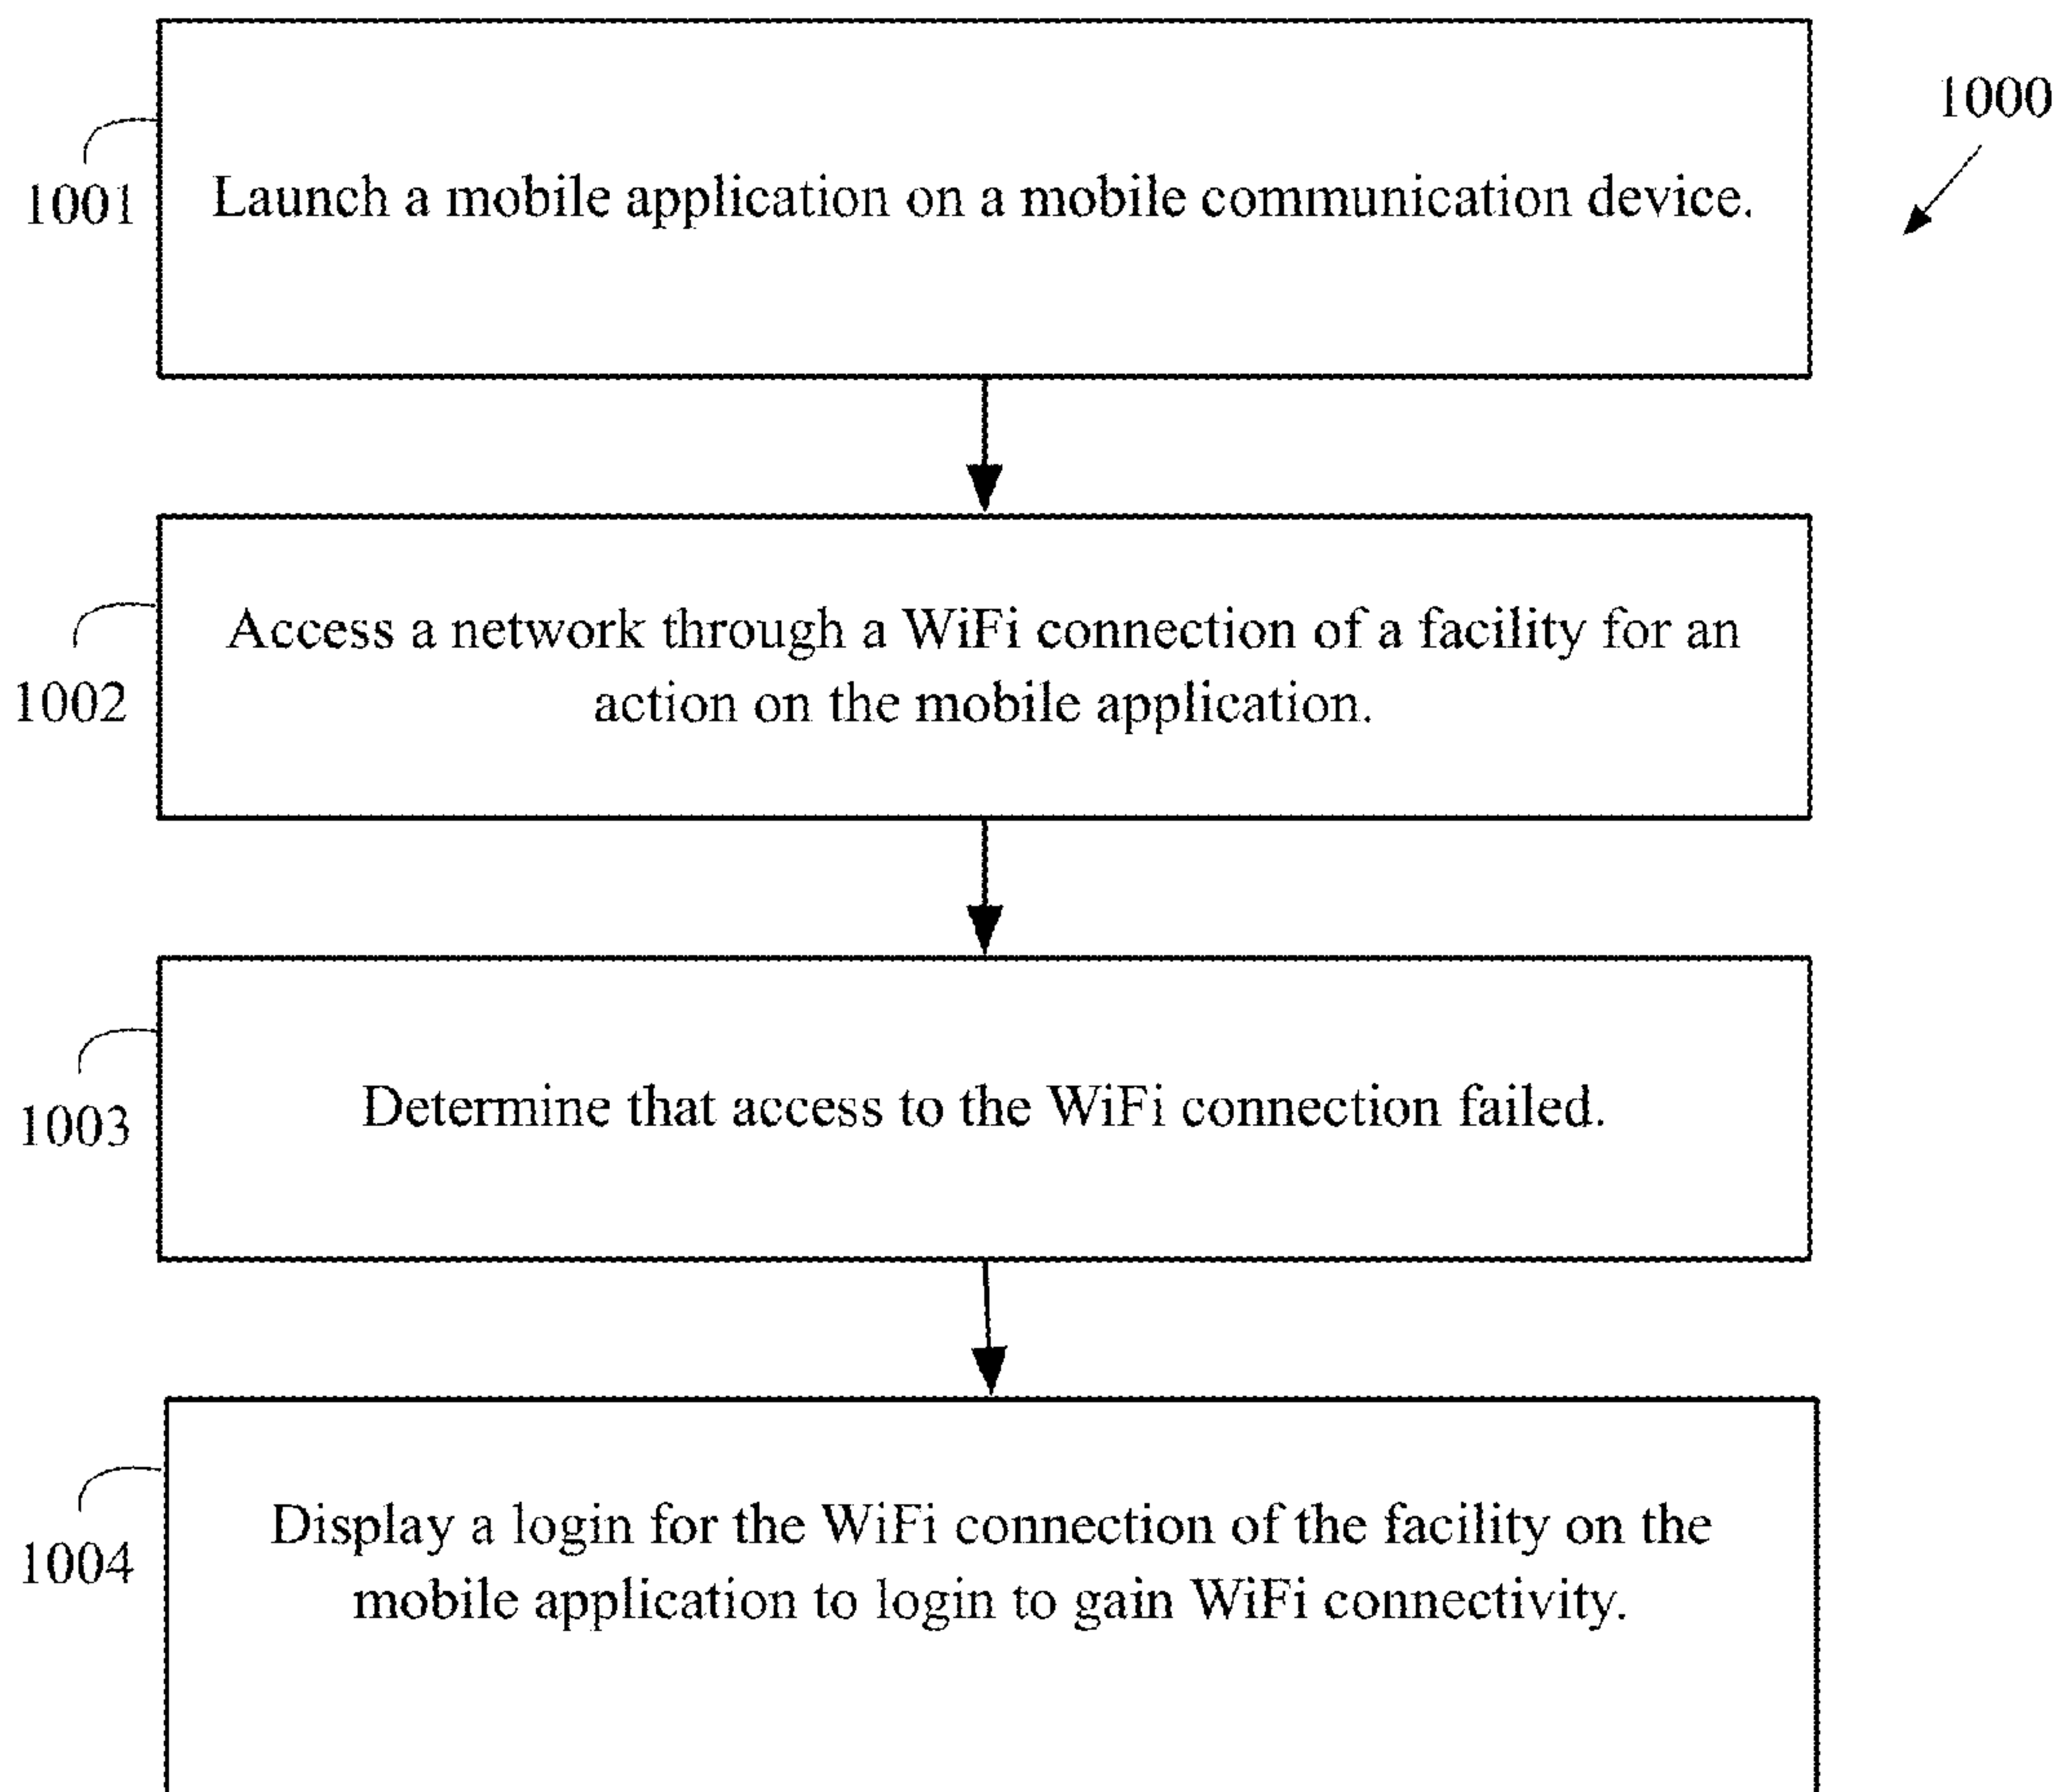 1000
1001
Launch a mobile application on a mobile communication device.
1002
Access a network through a WiFi connection of a facility for an
action on the mobile application.
1003
Determine that access to the WiFi connection failed.
1004
Display a login for the WiFi connection of the facility on the
mobile application to login to gain WiFi connectivity.